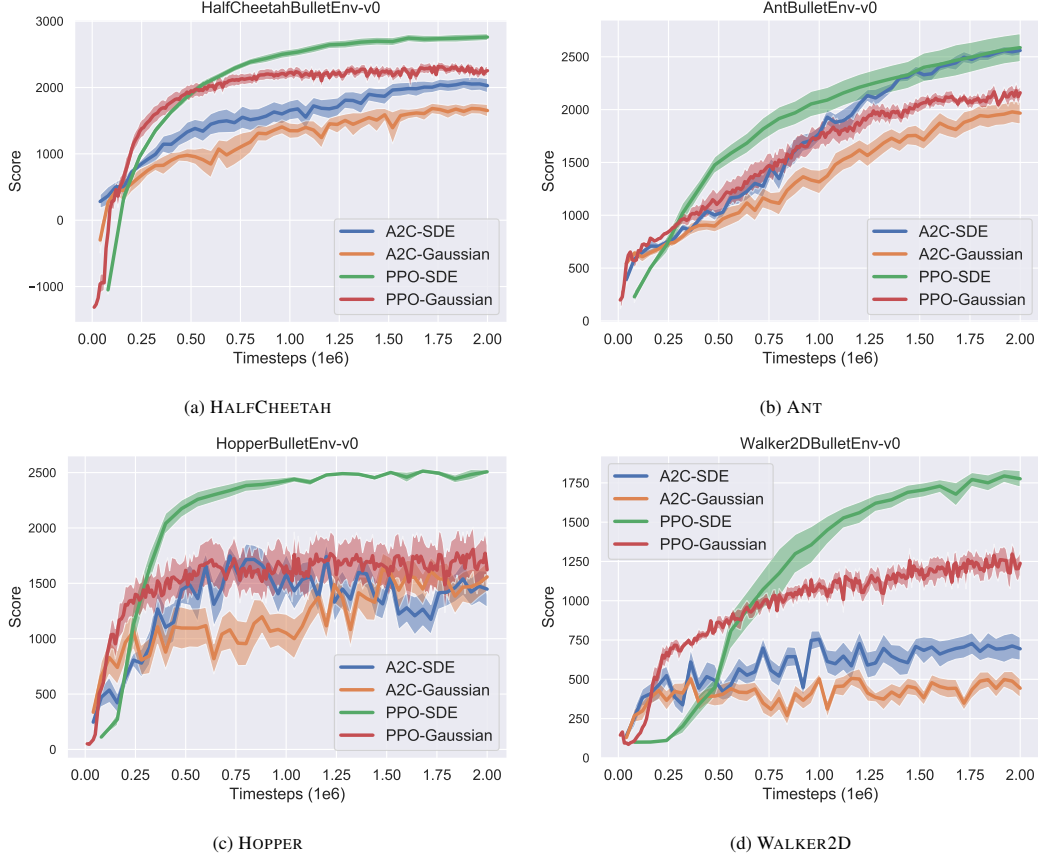 HalfCheetahBulletEnv-v0
3000
2000
1000
0
−1000
Score
A2C-SDE
A2C-Gaussian
PPO-SDE
PPO-Gaussian
0.00 0.25 0.50 0.75 1.00 1.25 1.50 1.75 2.00
Timesteps (1e6)
(a) HALFCHEETAH
AntBulletEnv-v0
2500
2000
1500
1000
500
0
Score
A2C-SDE
A2C-Gaussian
PPO-SDE
PPO-Gaussian
0.00 0.25 0.50 0.75 1.00 1.25 1.50 1.75 2.00
Timesteps (1e6)
(b) ANT
HopperBulletEnv-v0
2500
2000
1500
1000
500
0
Score
A2C-SDE
A2C-Gaussian
PPO-SDE
PPO-Gaussian
0.00 0.25 0.50 0.75 1.00 1.25 1.50 1.75 2.00
Timesteps (1e6)
(c) HOPPER
Walker2DBulletEnv-v0
1750
1500
1250
1000
750
500
250
0
Score
A2C-SDE
A2C-Gaussian
PPO-SDE
PPO-Gaussian
0.00 0.25 0.50 0.75 1.00 1.25 1.50 1.75 2.00
Timesteps (1e6)
(d) WALKER2D